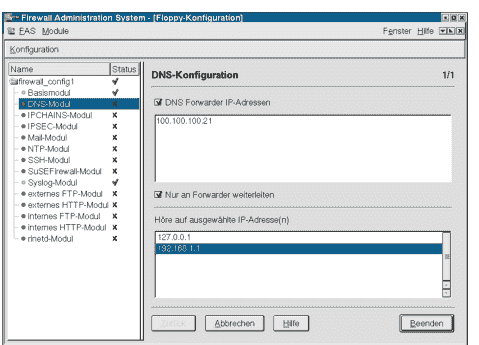 Firewall Administration System - [Floppy-Konfiguration]
EAS Module Fenster Hilfe
Konfiguration
Name Status
firewall_config1
Basismodul
DNS-Modul
IPCHAINS-Modul
IPSEC-Modul
Mail-Modul
NTP-Modul
SSH-Modul
SuSEFirewall-Modul
Syslog-Modul
externes FTP-Modul
externes HTTP-Modul
internes FTP-Modul
internes HTTP-Modul
rinetd-Modul
DNS-Konfiguration 1/1
DNS Forwarder IP-Adressen
100.100.100.21
Nur an Forwarder weiterleiten
Höre auf ausgewählte IP-Adresse(n)
127.0.0.1
192.168.1.1
Zurück Abbrechen Hilfe Beenden